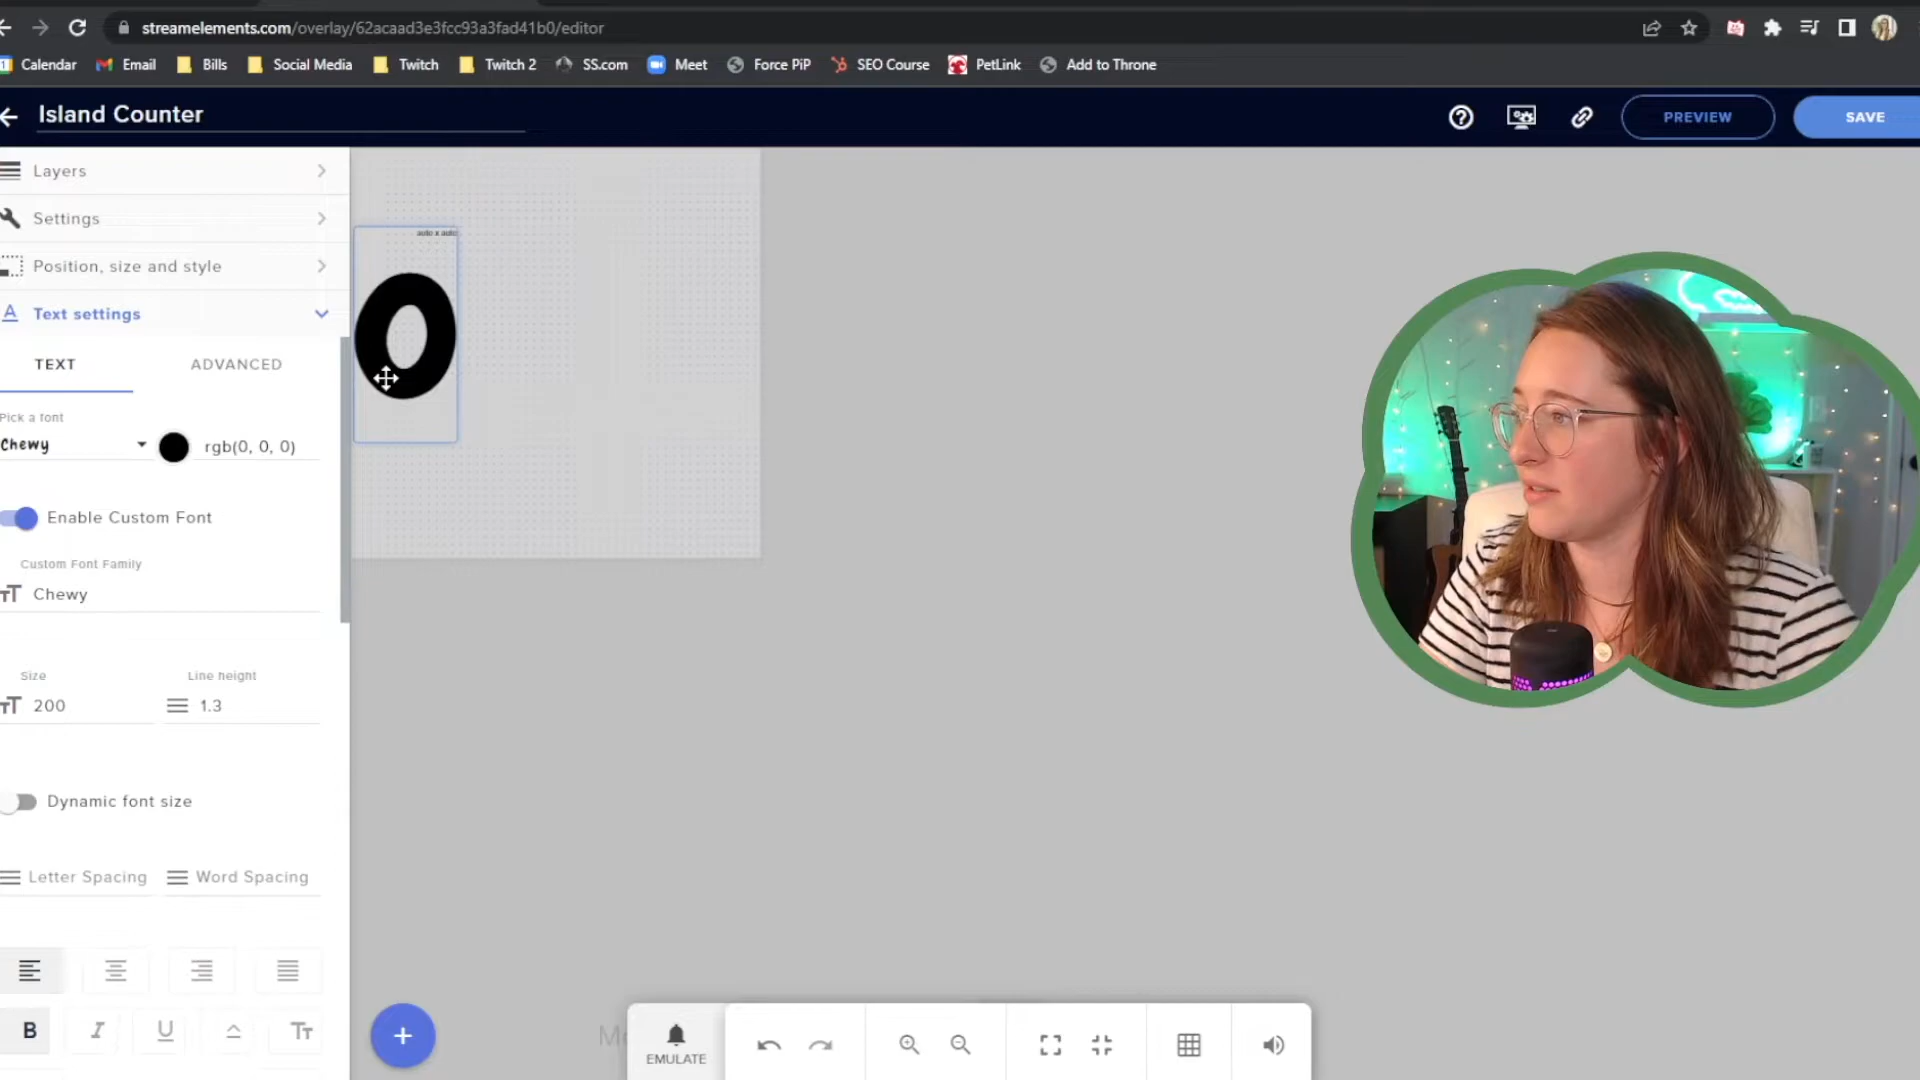 streamelements.com/overlay/62acaad3e3fcc93a3fad41b0/editor
Calendar Email Bills Social Media Twitch Twitch 2 SS.com Meet Force PiP SEO Course PetLink Add to Throne
Island Counter
PREVIEW
SAVE
Layers
Settings
Position, size and style
Text settings
TEXT ADVANCED
Pick a font
Chewy rgb(0, 0, 0)
Enable Custom Font
Custom Font Family
Chewy
Size Line height
200 1.3
Dynamic font size
Letter Spacing Word Spacing
B I U Tт
auto x auto
0
+
EMULATE